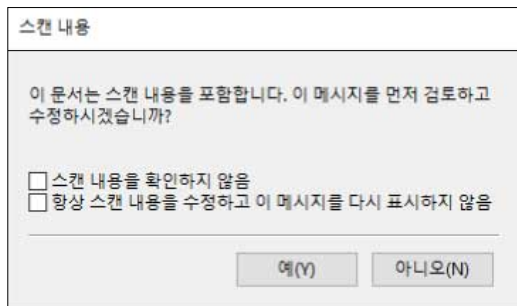 스캔 내용
이 문서는 스캔 내용을 포함합니다. 이 메시지를 먼저 검토하고
수정하시겠습니까?
스캔 내용을 확인하지 않음
항상 스캔 내용을 수정하고 이 메시지를 다시 표시하지 않음
예(Y) 아니오(N)